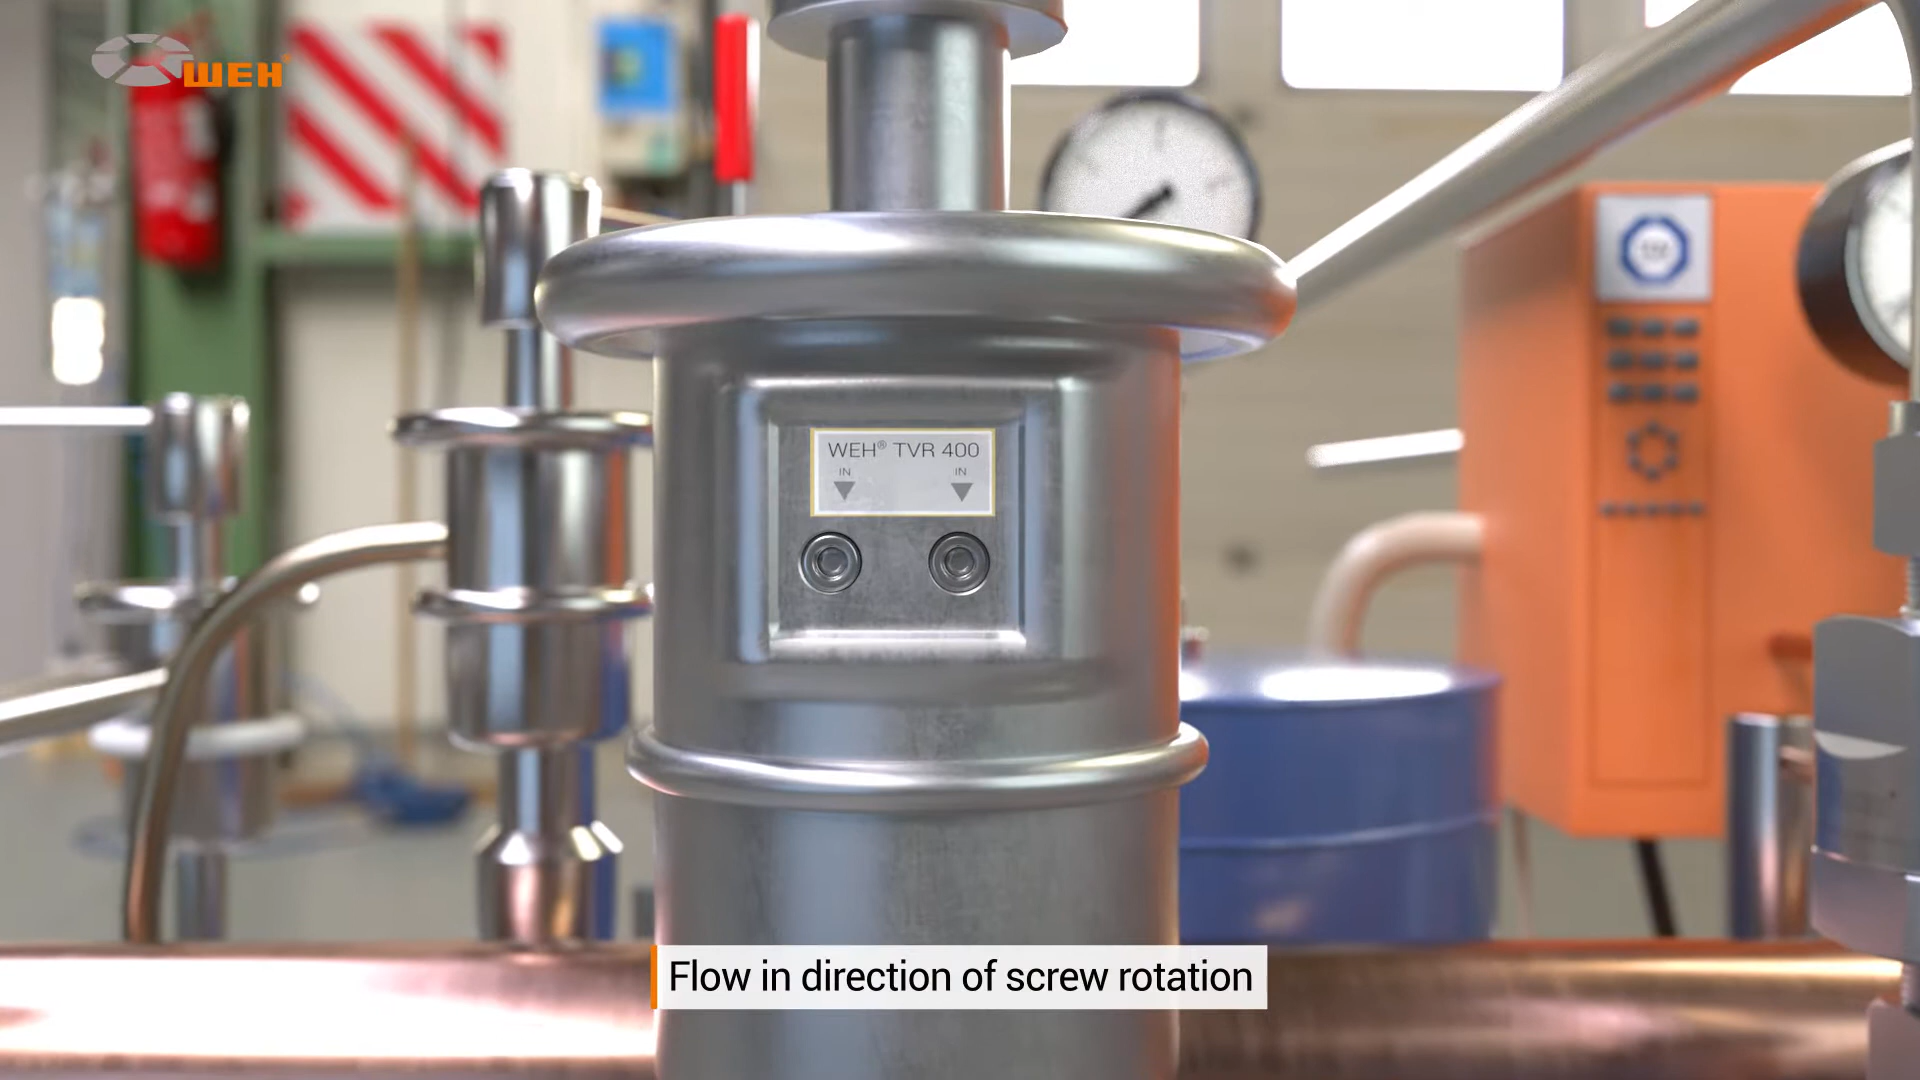 WEH®
WEH® TVR 400
IN IN
Flow in direction of screw rotation